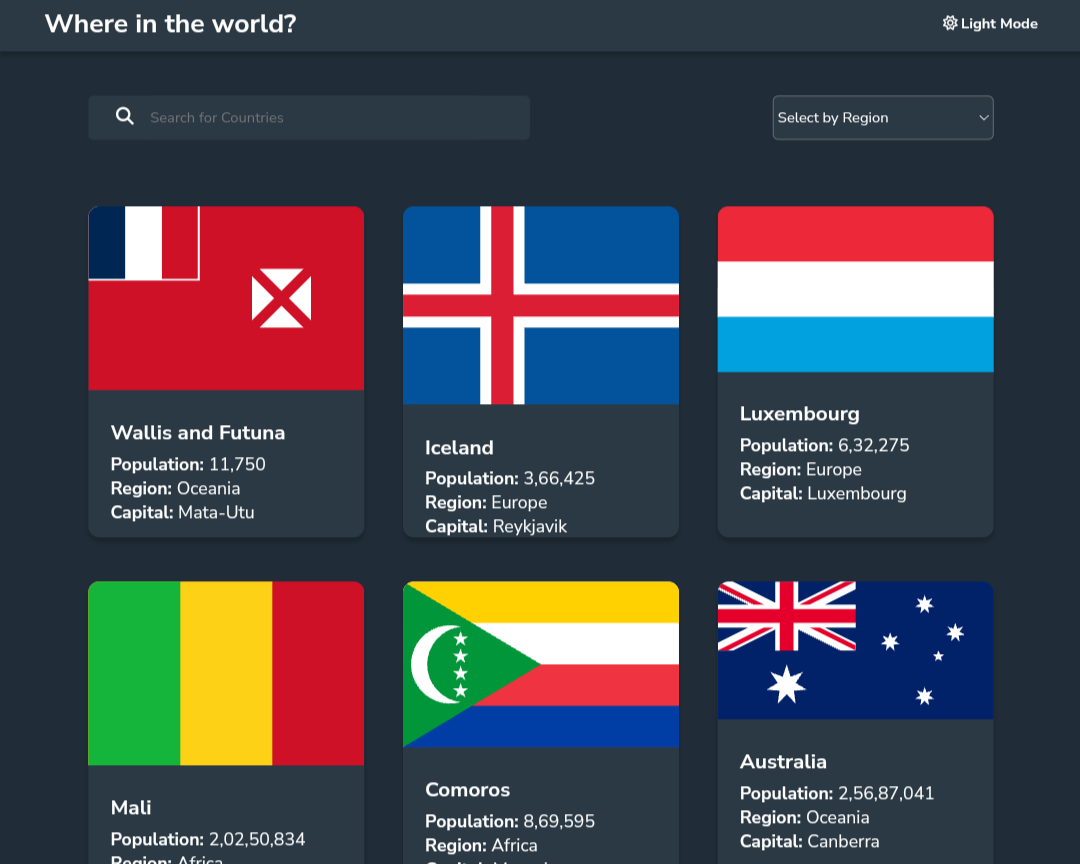 Where in the world?
Light Mode
Search for Countries
Select by Region
Wallis and Futuna
Population: 11,750
Region: Oceania
Capital: Mata-Utu
Iceland
Population: 3,66,425
Region: Europe
Capital: Reykjavik
Luxembourg
Population: 6,32,275
Region: Europe
Capital: Luxembourg
Mali
Population: 2,02,50,834
Region: Africa
Comoros
Population: 8,69,595
Region: Africa
Australia
Population: 2,56,87,041
Region: Oceania
Capital: Canberra